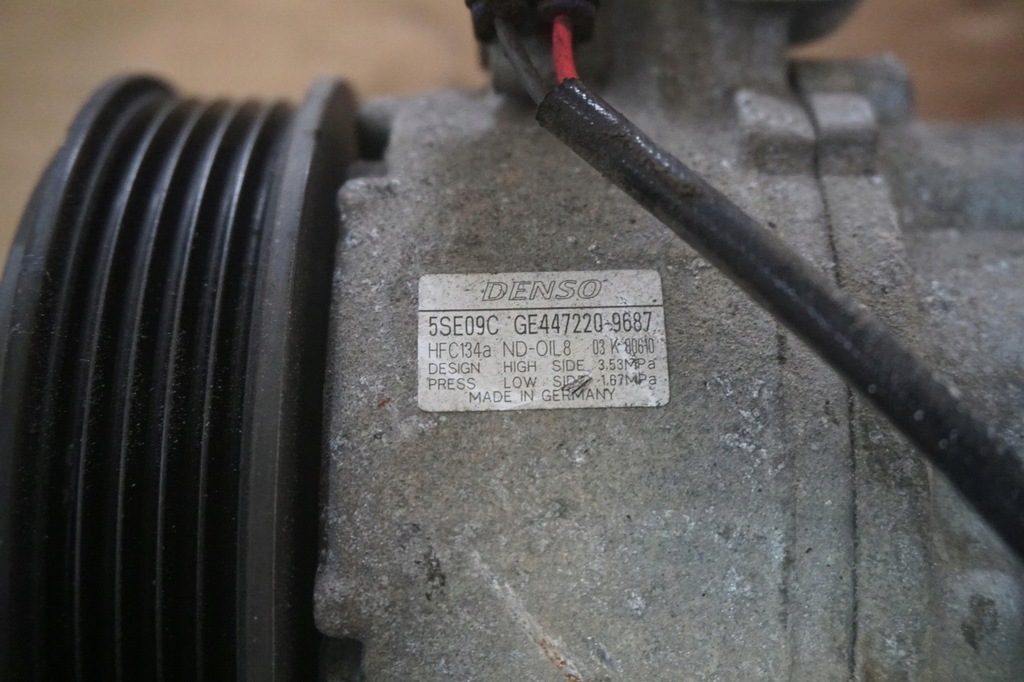 DENSO
5SE09C GE447220-9687
HFC134a ND-OIL8 03 K 80610
DESIGN HIGH SIDE 3.53MPa
PRESS LOW SIDE 1.67MPa
MADE IN GERMANY